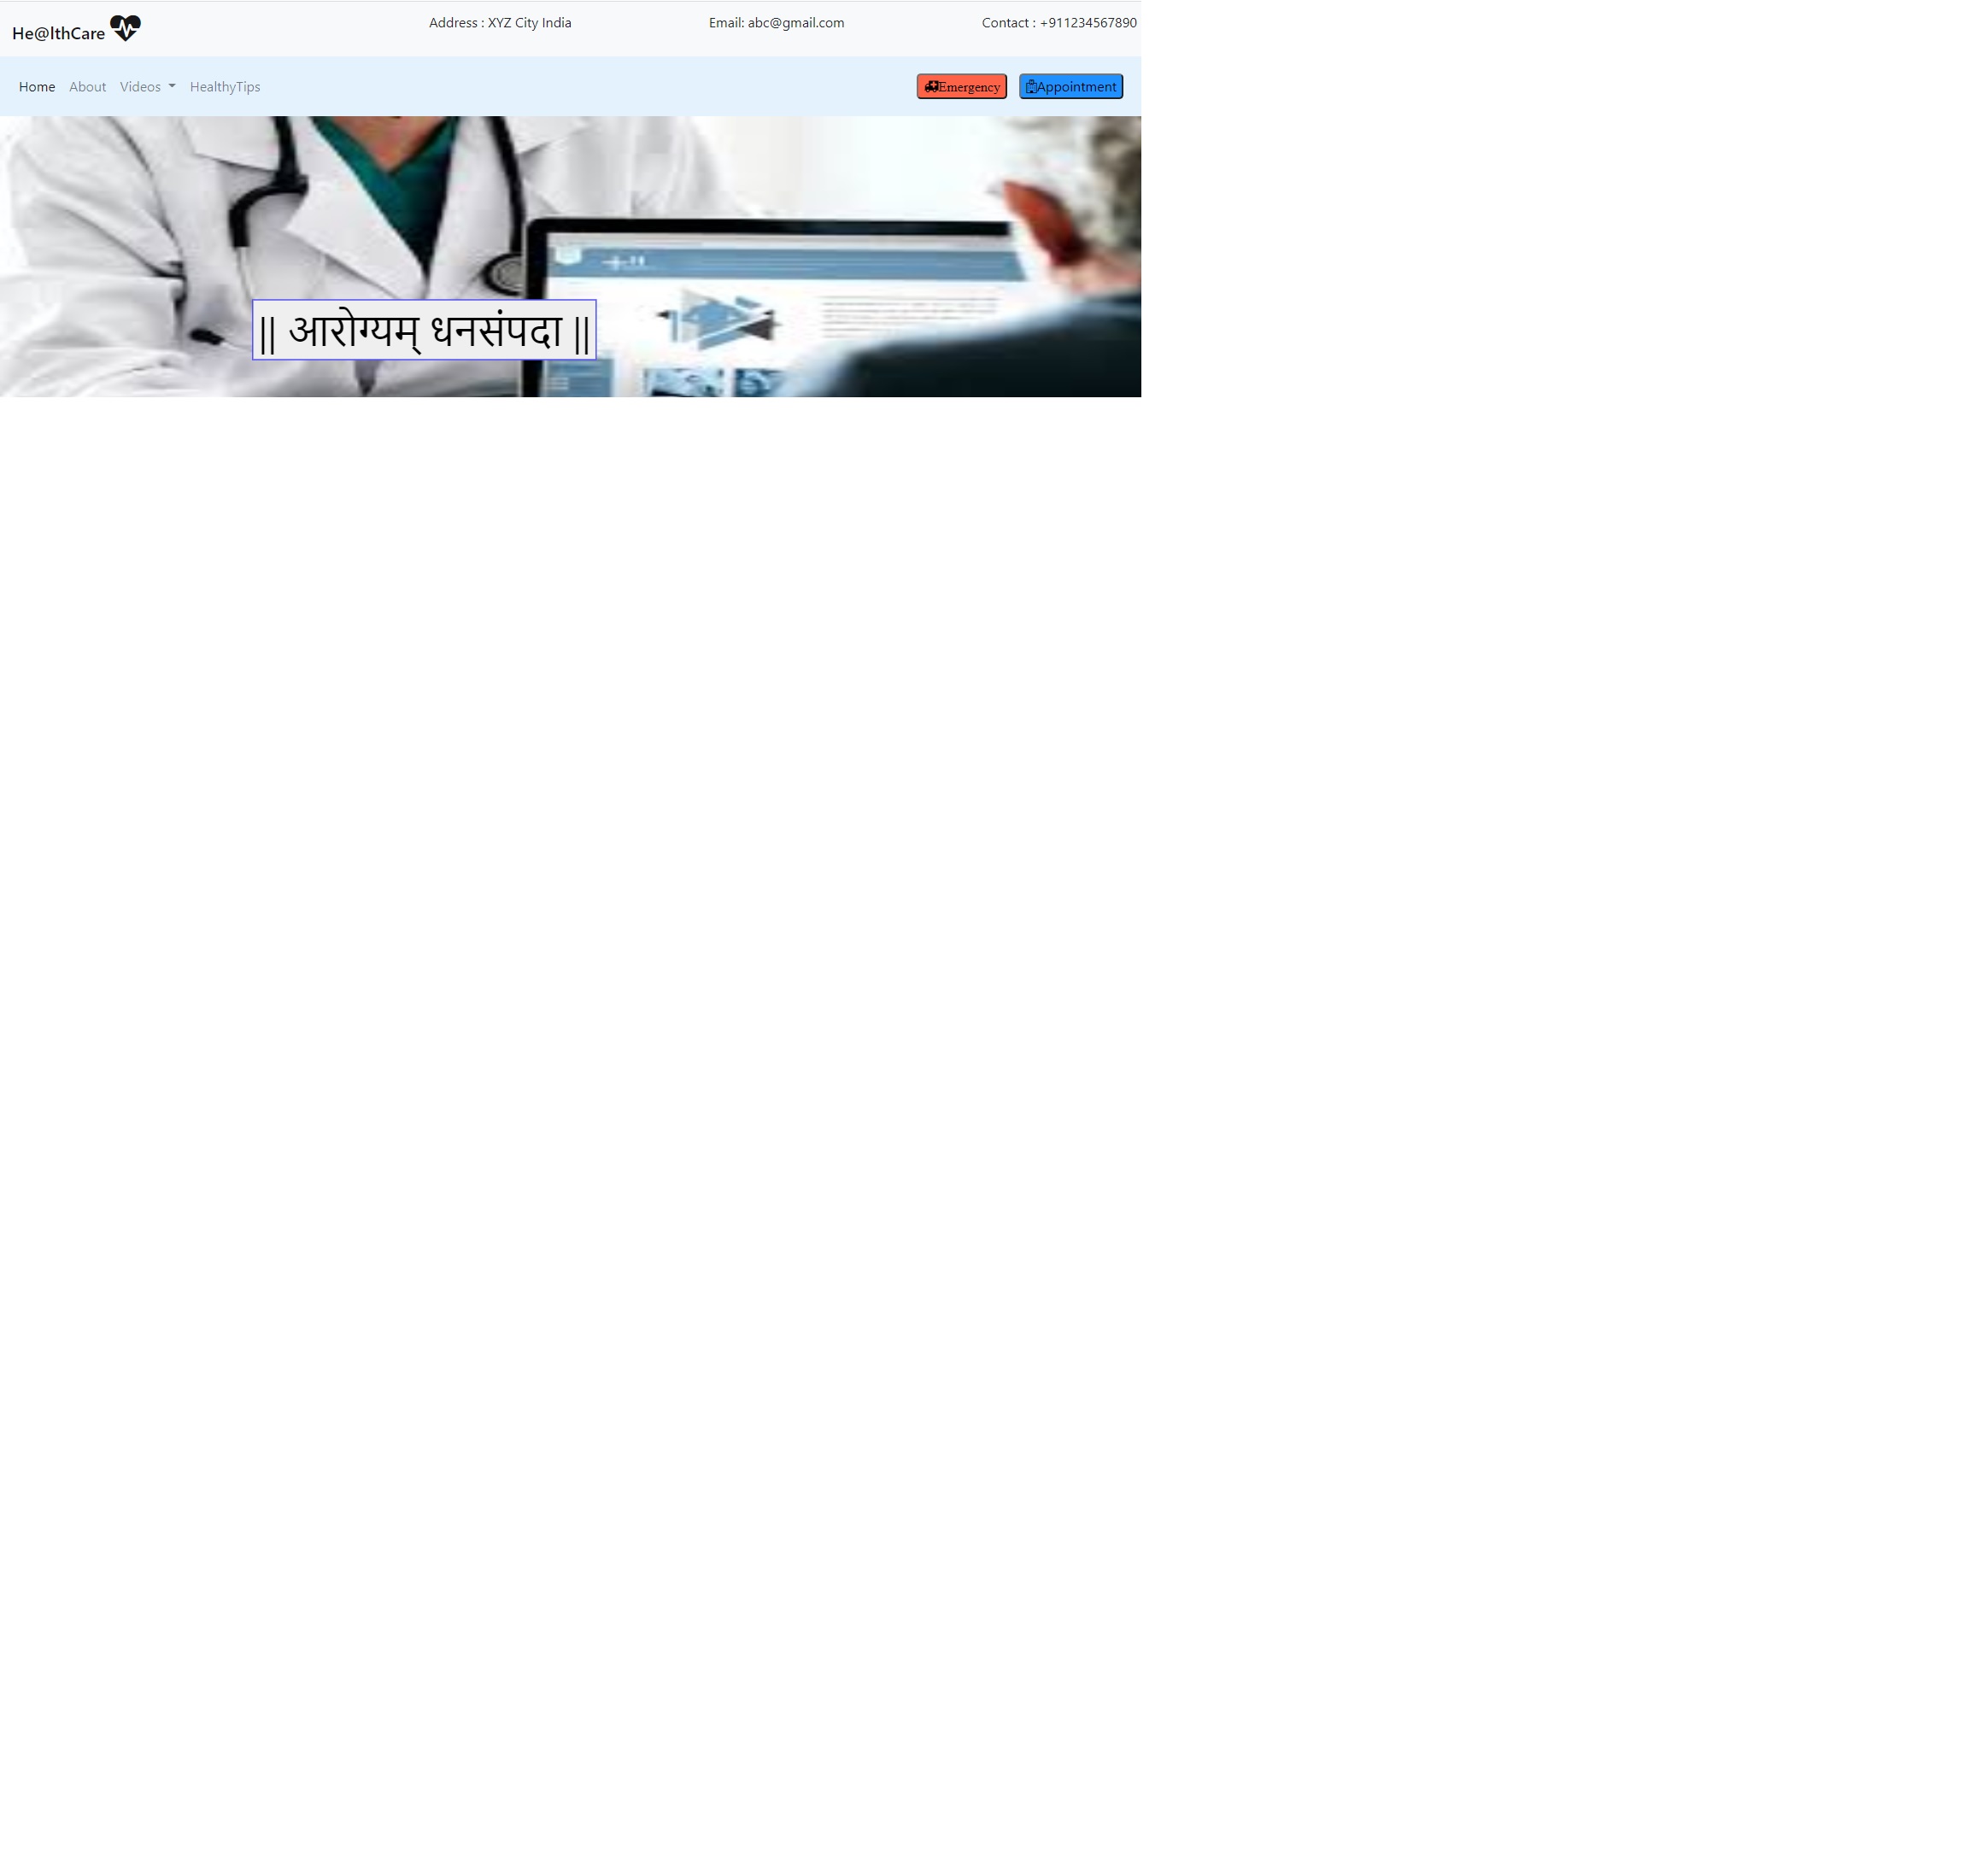 He@lthCare
Address : XYZ City India
Email: abc@gmail.com
Contact : +911234567890
Home About Videos HealthyTips
Emergency
Appointment
|| आरोग्यम् धनसंपदा ||